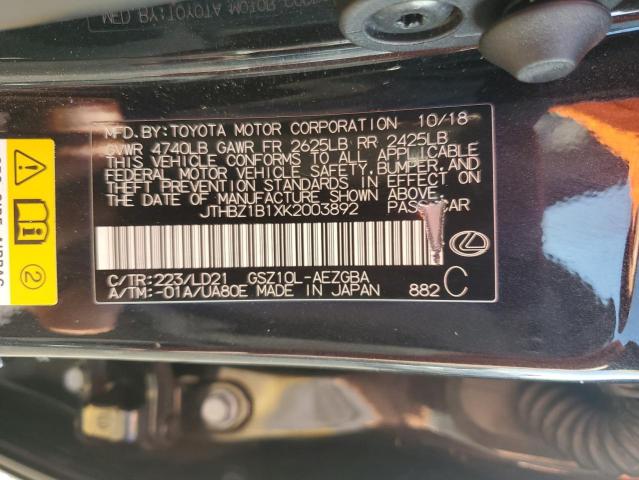 MFD. BY: TOYOTA MOTOR CORPORATION 10/18
GVWR 4740LB GAWR FR 2625LB RR 2425LB
THIS VEHICLE CONFORMS TO ALL APPLICABLE
FEDERAL MOTOR VEHICLE SAFETY, BUMPER, AND
THEFT PREVENTION STANDARDS IN EFFECT ON
THE DATE OF MANUFACTURE SHOWN ABOVE.
JTHBZ1B1XK2003892 PASS. CAR
C/TR: 223/LD21 GSZ10L-AEZGBA
A/TM: -01A/UA80E MADE IN JAPAN 882 C
2